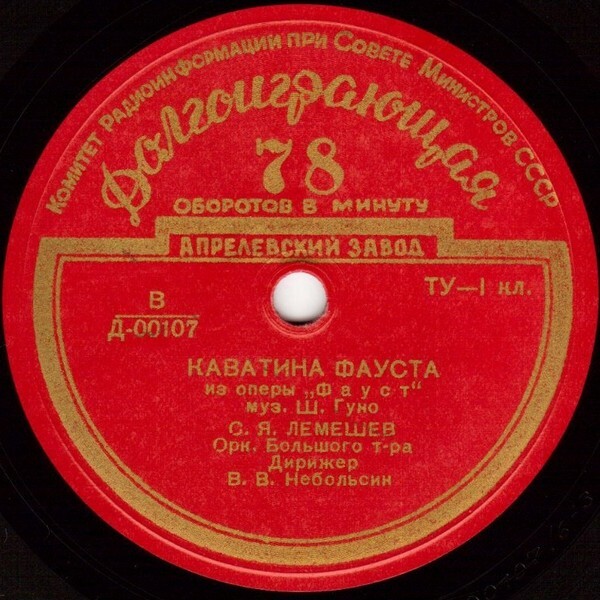 Комитет Радиоинформации при Совете Министров СССР
Долгоиграющая
78
ОБОРОТОВ В МИНУТУ
АПРЕЛЕВСКИЙ ЗАВОД
В
Д-00107
ТУ—I кл.
КАВАТИНА ФАУСТА
из оперы „Фауст“
муз. Ш. Гуно
С. Я. ЛЕМЕШЕВ
Орк. Большого т-ра
Дирижер
В. В. Небольсин